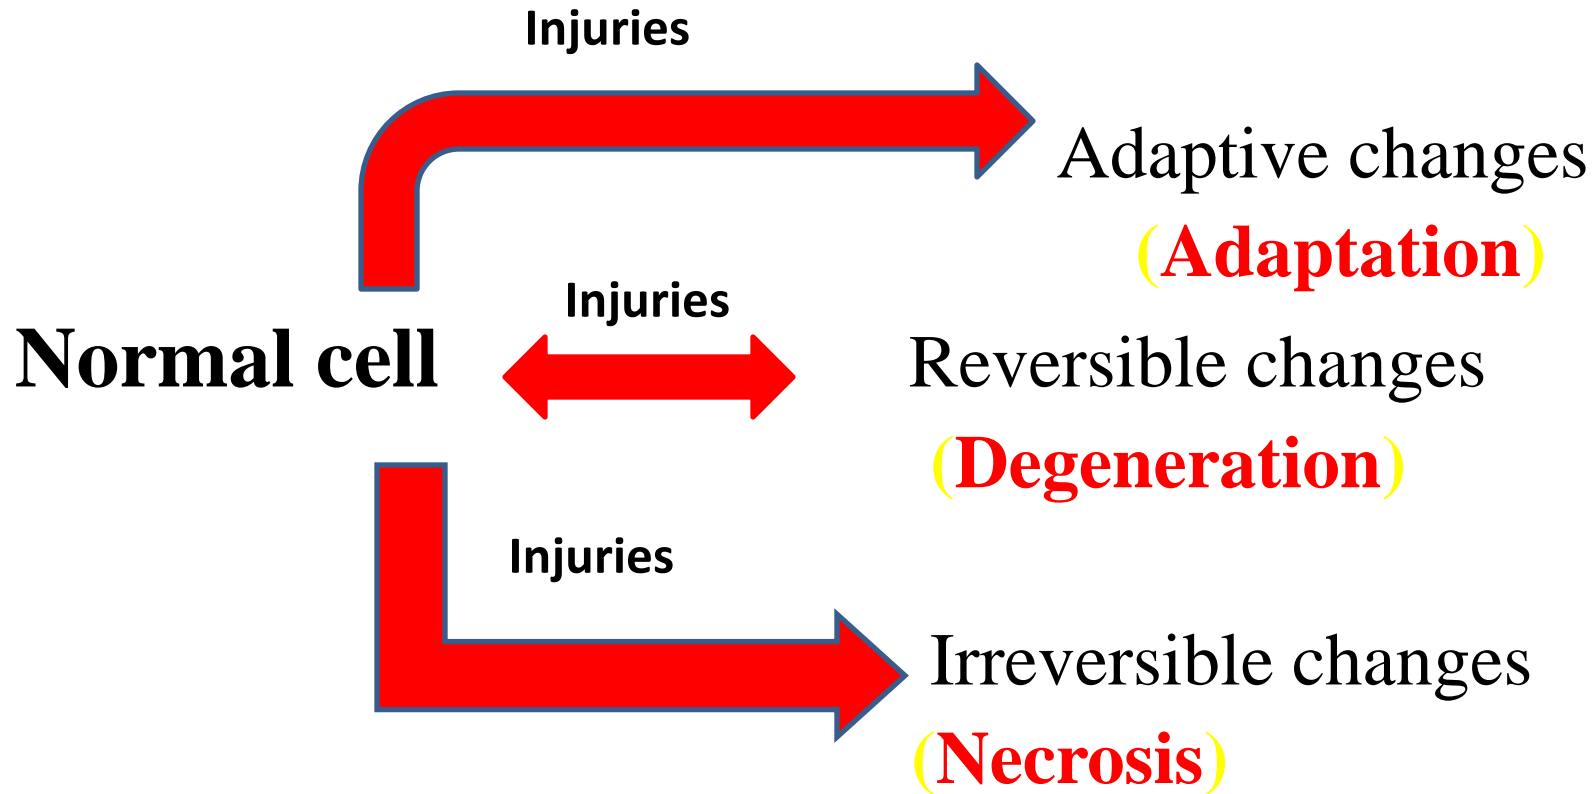 Injuries
Adaptive changes
(Adaptation)
Injuries
Normal cell
Reversible changes
(Degeneration)
Injuries
Irreversible changes
(Necrosis)